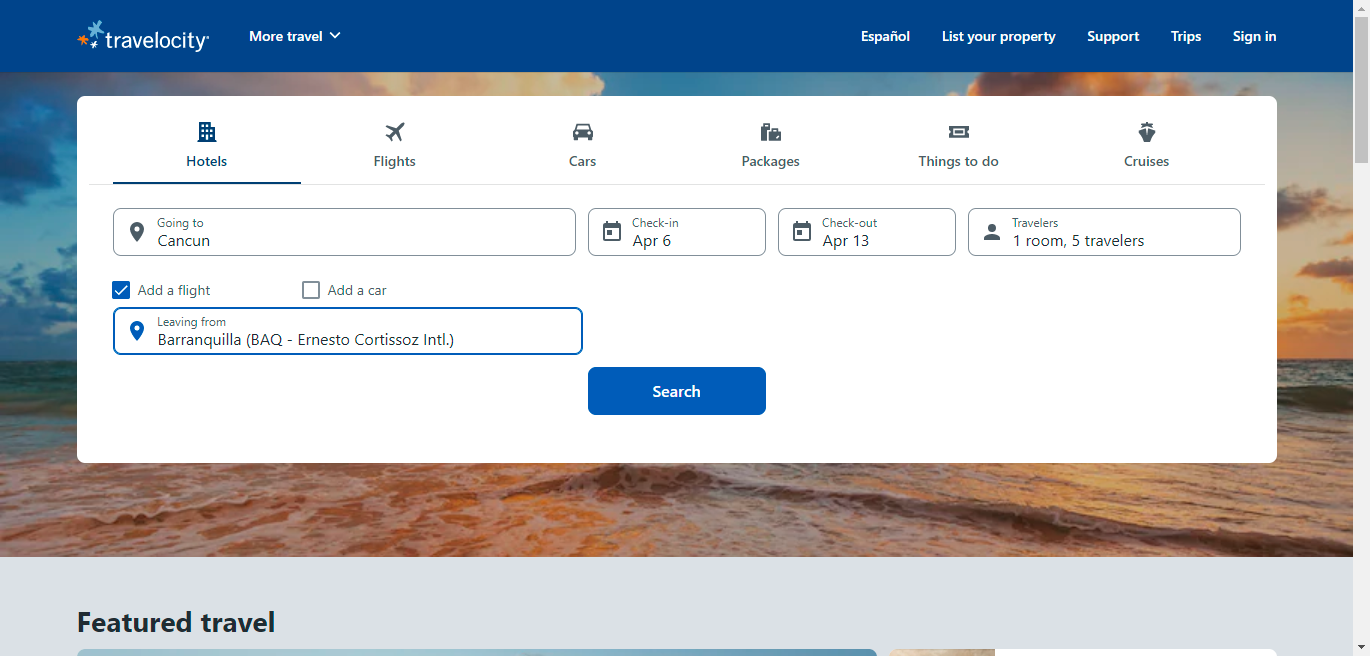 travelocity
More travel
Español
List your property
Support
Trips
Sign in
Hotels
Flights
Cars
Packages
Things to do
Cruises
Going to
Cancun
Check-in
Apr 6
Check-out
Apr 13
Travelers
1 room, 5 travelers
Add a flight
Add a car
Leaving from
Barranquilla (BAQ - Ernesto Cortissoz Intl.)
Search
Featured travel